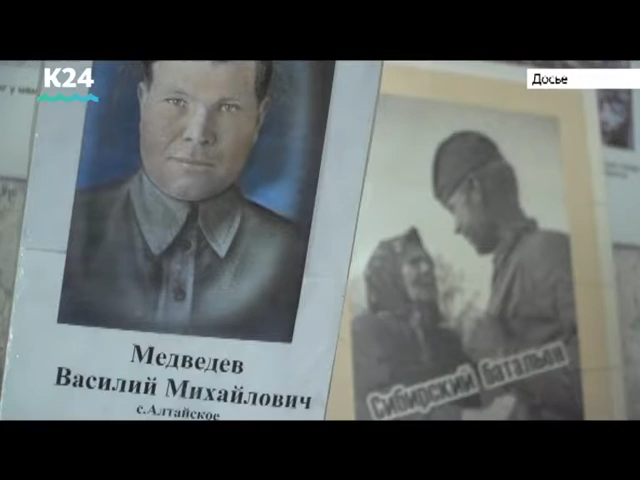 K24
Досье
Медведев
Василий Михайлович
с.Алтайское
Сибирский батальон